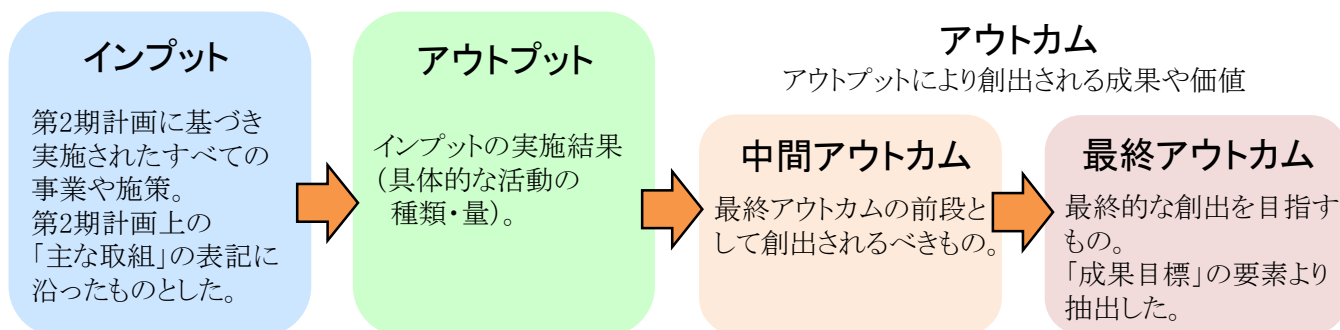 インプット
第2期計画に基づき
実施されたすべての
事業や施策。
第2期計画上の
「主な取組」の表記に
沿ったものとした。
アウトプット
インプットの実施結果
(具体的な活動の
種類・量)。
アウトカム
アウトプットにより創出される成果や価値
中間アウトカム
最終アウトカムの前段と
して創出されるべきもの。
最終アウトカム
最終的な創出を目指す
もの。
「成果目標」の要素より
抽出した。